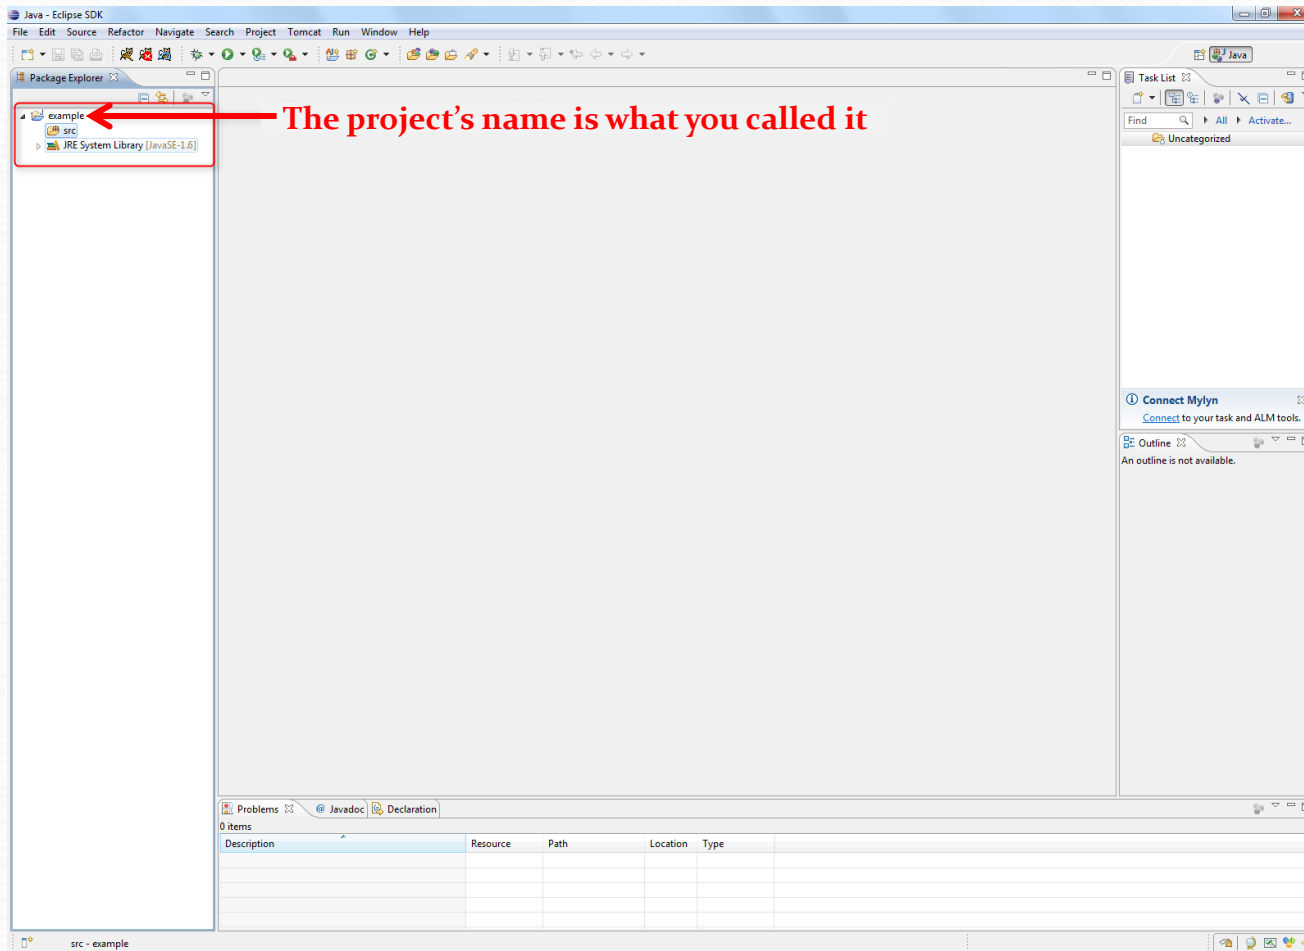 Java - Eclipse SDK
File Edit Source Refactor Navigate Search Project Tomcat Run Window Help
Java
Package Explorer
example
src
JRE System Library [JavaSE-1.6]
The project’s name is what you called it
Task List
Find All Activate...
Uncategorized
Connect Mylyn
Connect to your task and ALM tools.
Outline
An outline is not available.
Problems @ Javadoc Declaration
0 items
Description Resource Path Location Type
src - example